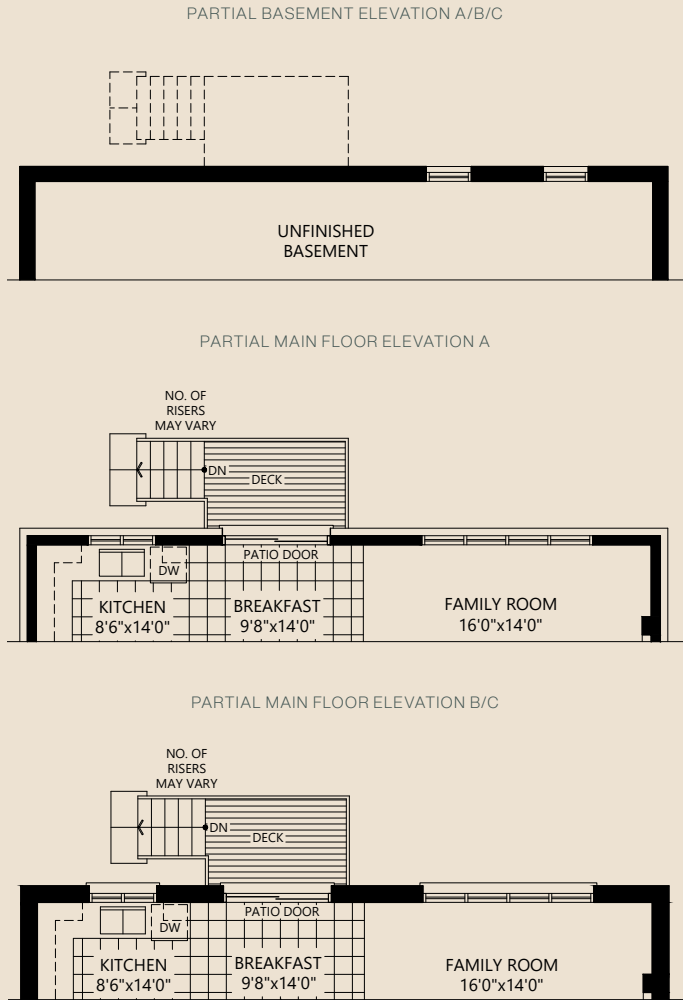 PARTIAL BASEMENT ELEVATION A/B/C
UNFINISHED
BASEMENT
PARTIAL MAIN FLOOR ELEVATION A
NO. OF
RISERS
MAY VARY
DN
DECK
PATIO DOOR
DW
KITCHEN
8'6"x14'0"
BREAKFAST
9'8"x14'0"
FAMILY ROOM
16'0"x14'0"
PARTIAL MAIN FLOOR ELEVATION B/C
NO. OF
RISERS
MAY VARY
DN
DECK
PATIO DOOR
DW
KITCHEN
8'6"x14'0"
BREAKFAST
9'8"x14'0"
FAMILY ROOM
16'0"x14'0"